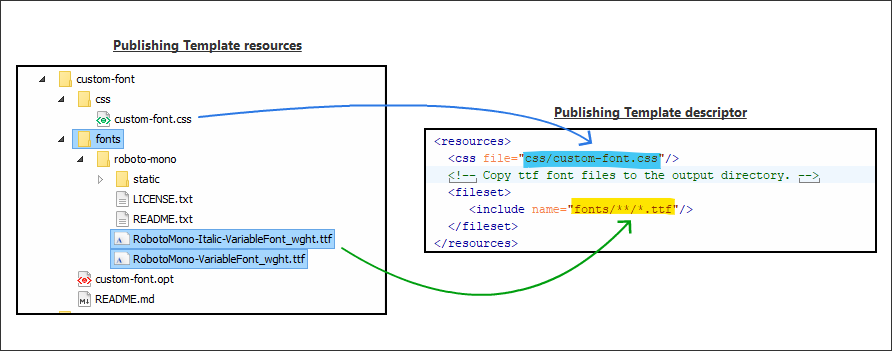 Publishing Template resources
custom-font
css
custom-font.css
fonts
roboto-mono
static
LICENSE.txt
README.txt
RobotoMono-Italic-VariableFont_wght.ttf
RobotoMono-VariableFont_wght.ttf
custom-font.opt
README.md
Publishing Template descriptor
<resources>
<css file="css/custom-font.css"/>
<!-- Copy ttf font files to the output directory. -->
<fileset>
<include name="fonts/**/*.ttf"/>
</fileset>
</resources>